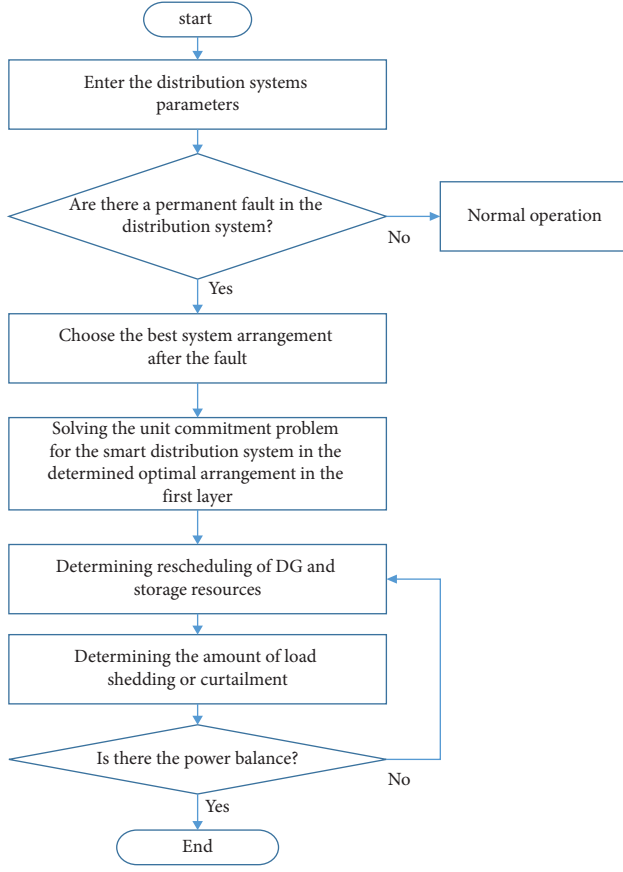 start
Enter the distribution systems
parameters
Are there a permanent fault in the
distribution system?
No
Normal operation
Yes
Choose the best system arrangement
after the fault
Solving the unit commitment problem
for the smart distribution system in the
determined optimal arrangement in the
first layer
Determining rescheduling of DG and
storage resources
Determining the amount of load
shedding or curtailment
Is there the power balance?
No
Yes
End